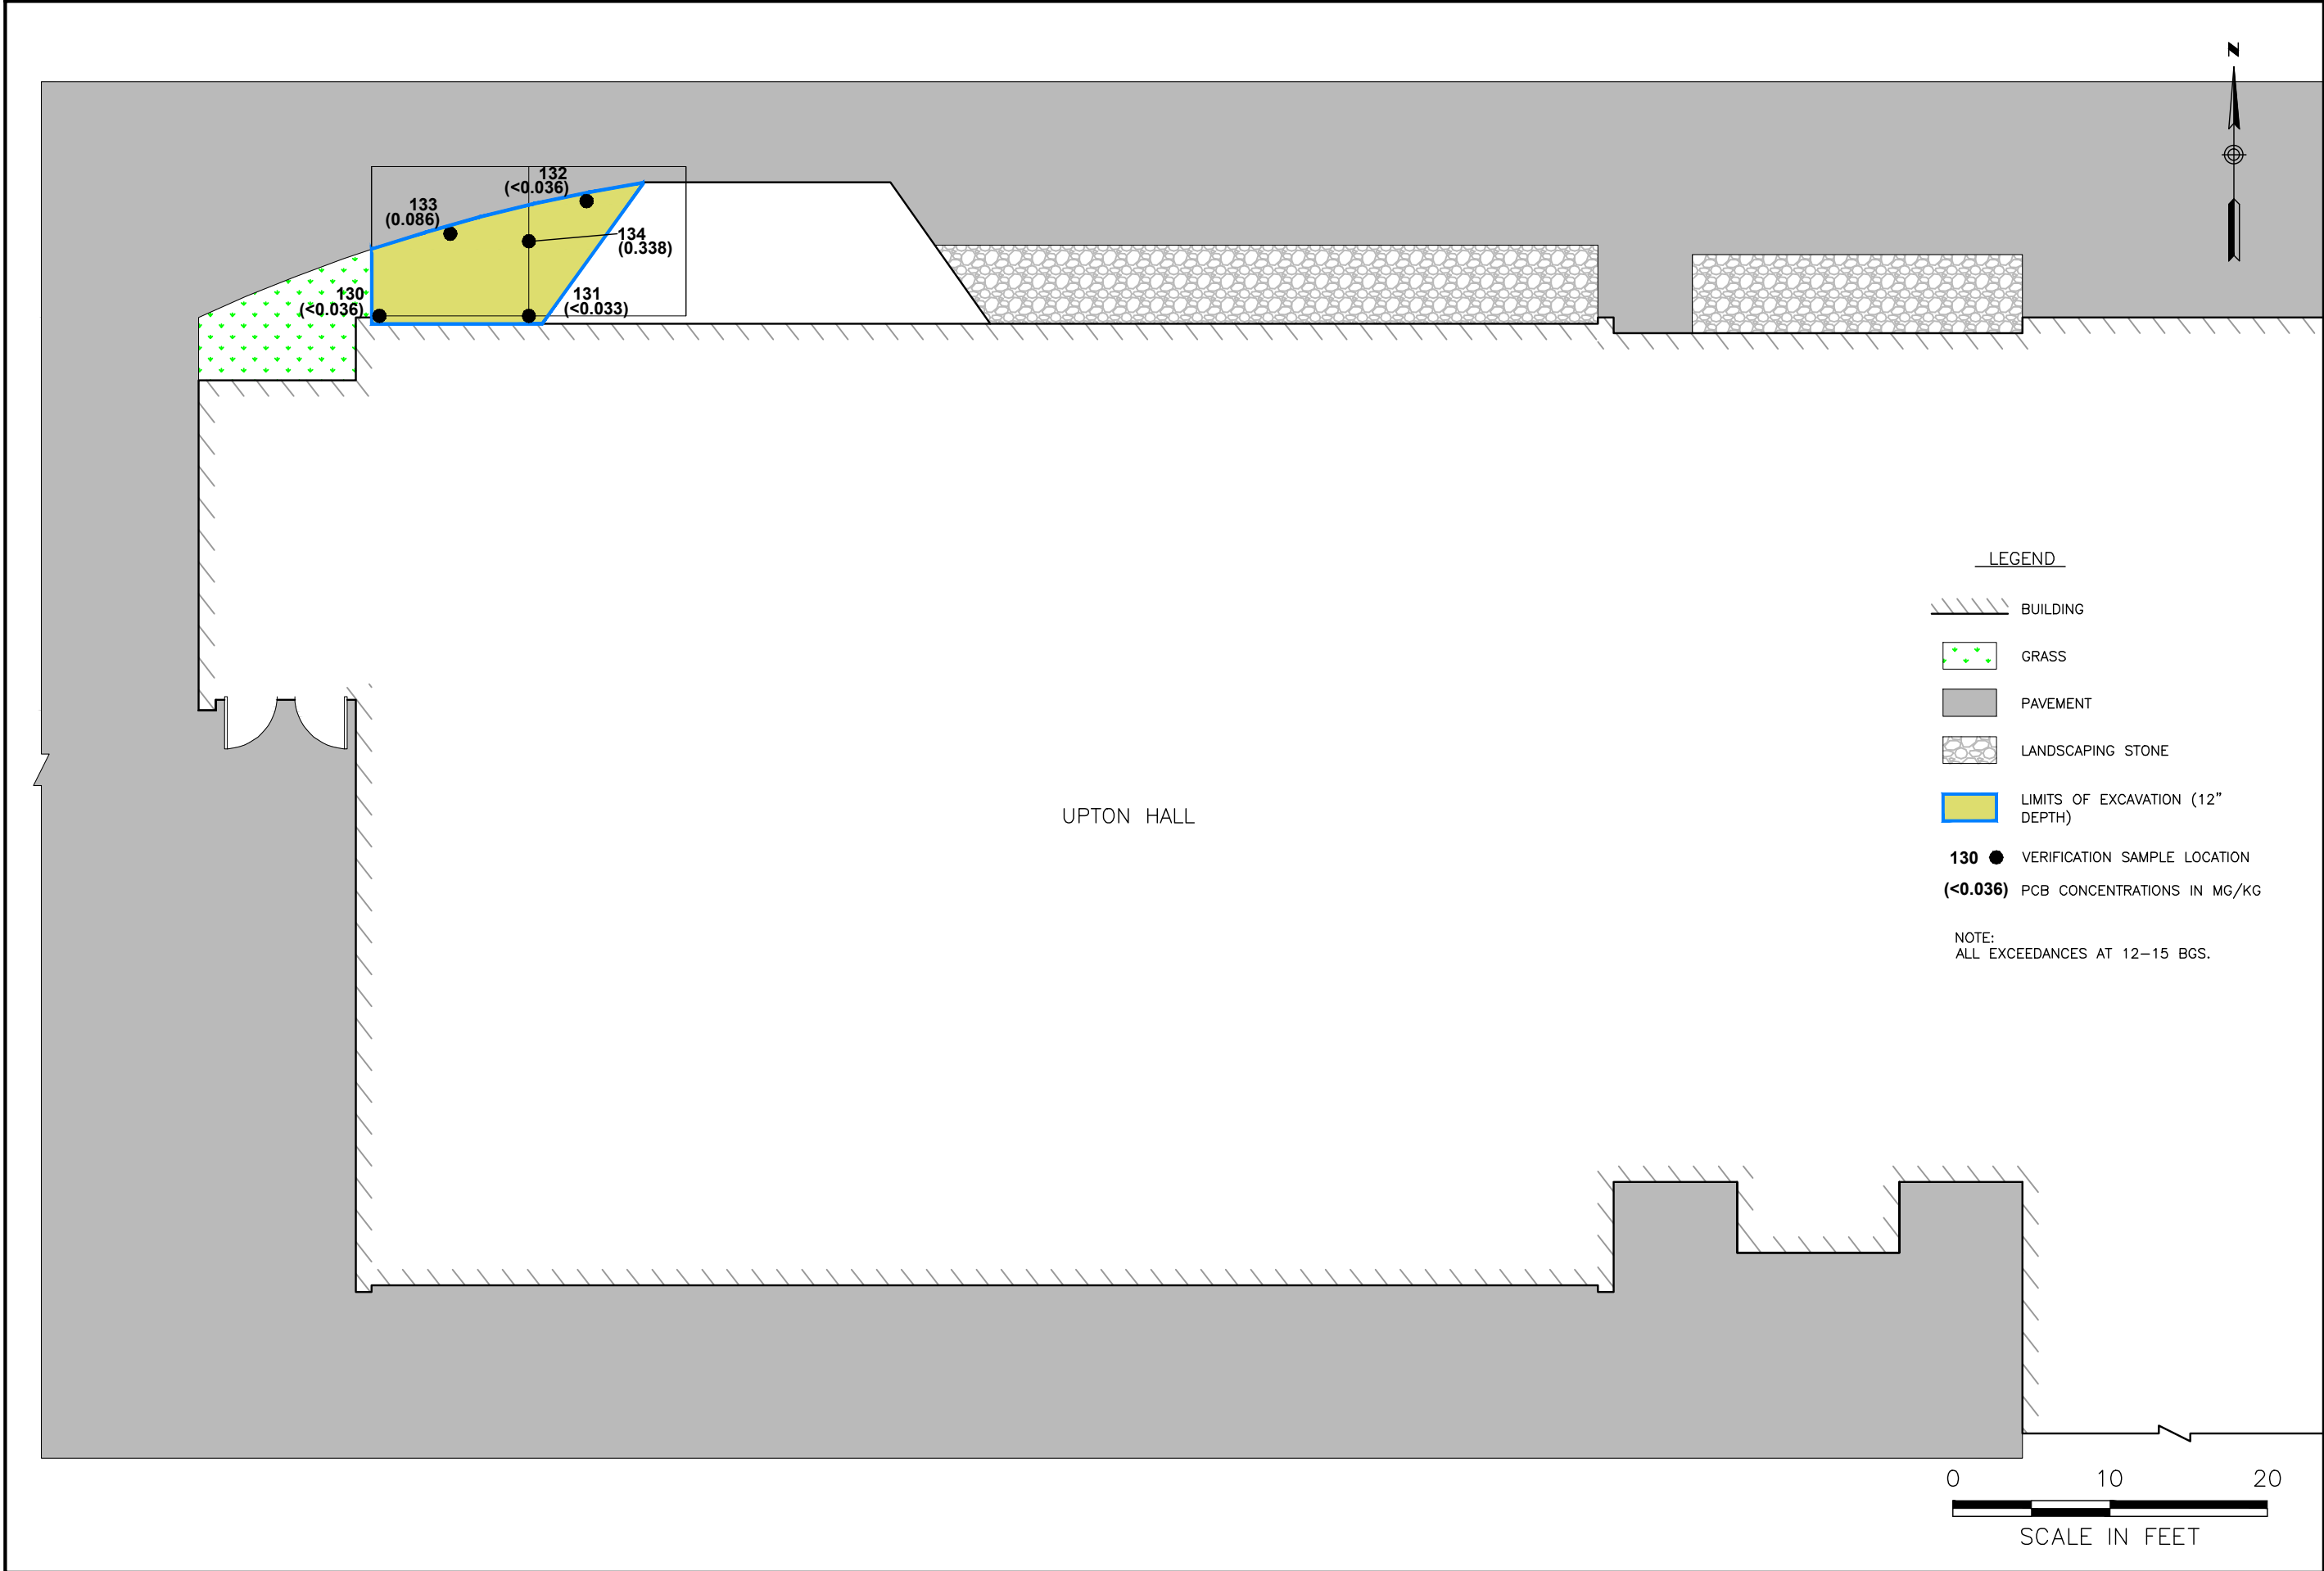 N
132
(<0.036)
133
(0.086)
134
(0.338)
130
(<0.036)
131
(<0.033)
LEGEND
BUILDING
GRASS
PAVEMENT
LANDSCAPING STONE
LIMITS OF EXCAVATION (12"
DEPTH)
130 VERIFICATION SAMPLE LOCATION
(<0.036) PCB CONCENTRATIONS IN MG/KG
NOTE:
ALL EXCEEDANCES AT 12-15 BGS.
UPTON HALL
0 10 20
SCALE IN FEET